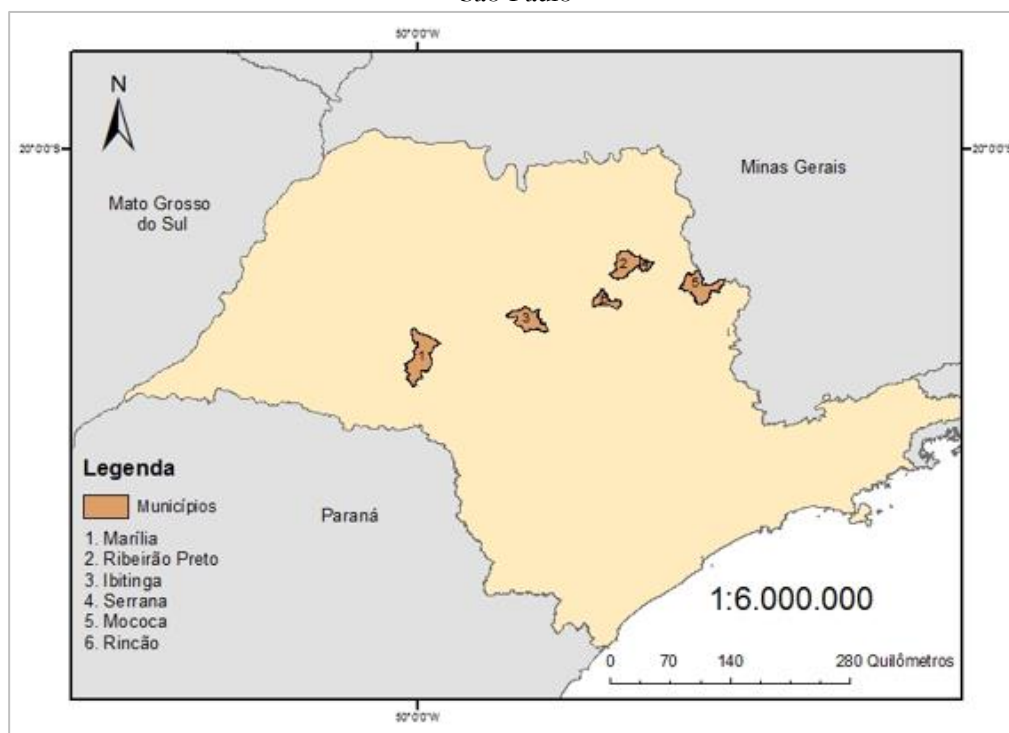 São Paulo
50°0'0"W
N
20°0'0"S
20°0'0"S
Minas Gerais
Mato Grosso
do Sul
2
5
3
1
Legenda
Municípios
1. Marília
2. Ribeirão Preto
3. Ibitinga
4. Serrana
5. Mococa
6. Rincão
Paraná
1:6.000.000
0 70 140 280 Quilômetros
50°0'0"W